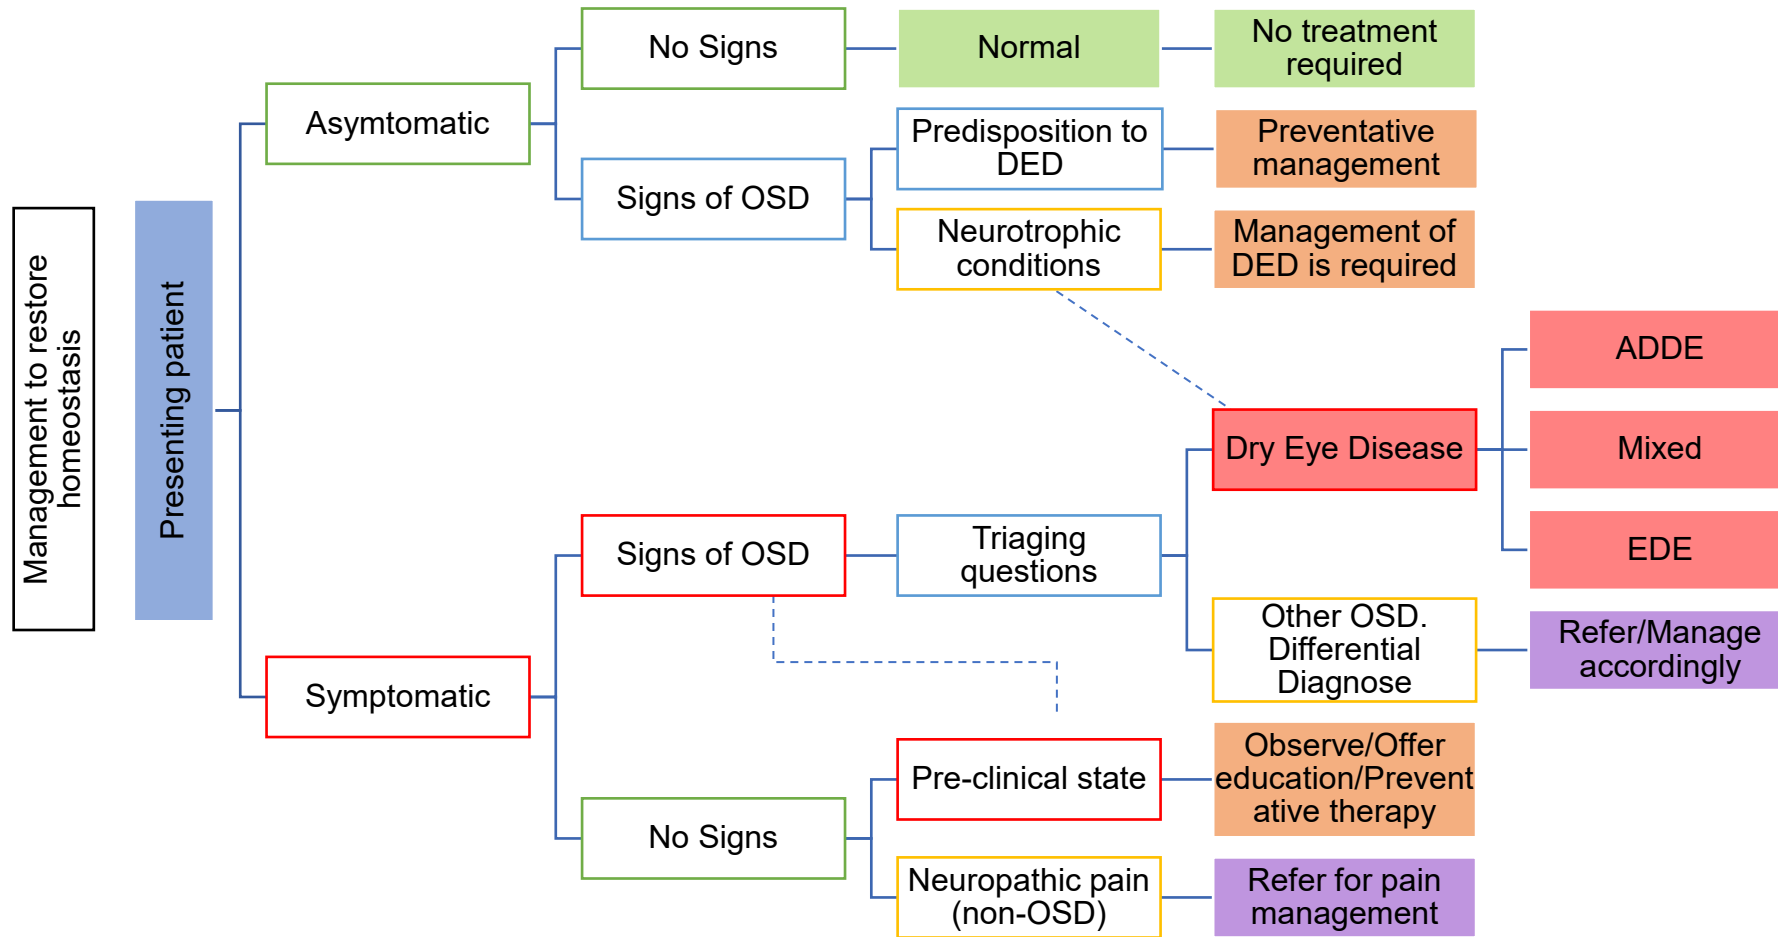 Management to restore
homeostasis
Presenting patient
Asymtomatic
No Signs
Normal
No treatment
required
Signs of OSD
Predisposition to
DED
Preventative
management
Neurotrophic
conditions
Management of
DED is required
Symptomatic
Signs of OSD
Triaging
questions
Dry Eye Disease
ADDE
Mixed
EDE
Other OSD.
Differential
Diagnose
Refer/Manage
accordingly
No Signs
Pre-clinical state
Observe/Offer
education/Prevent
ative therapy
Neuropathic pain
(non-OSD)
Refer for pain
management